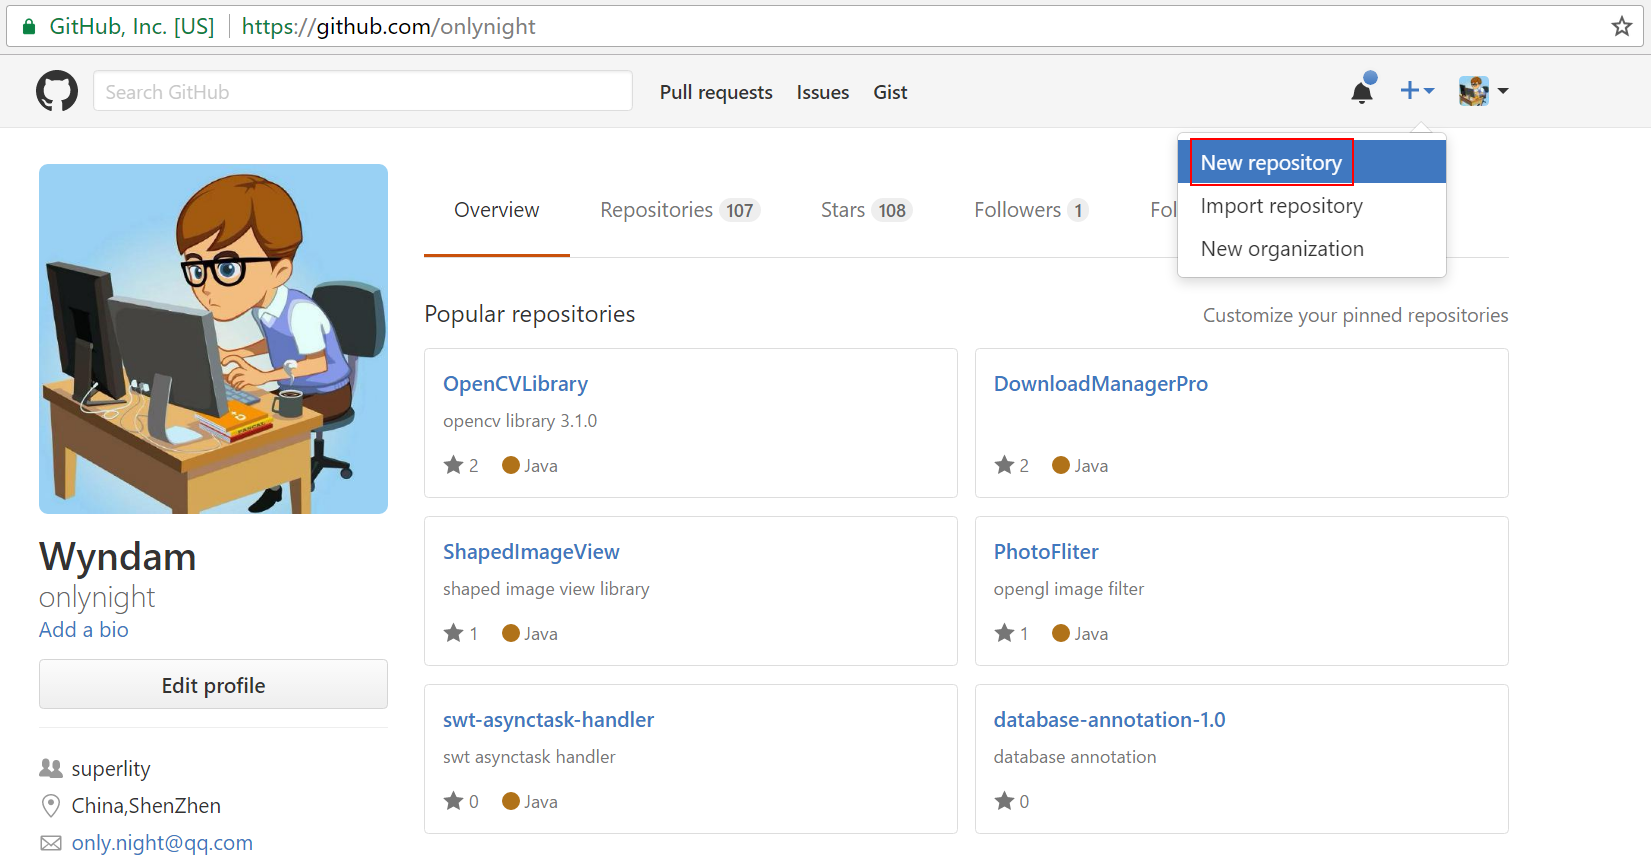 GitHub, Inc. [US] https://github.com/onlynight
Search GitHub Pull requests Issues Gist
New repository
Import repository
New organization
Overview Repositories 107 Stars 108 Followers 1 Fol
Popular repositories Customize your pinned repositories
OpenCVLibrary
opencv library 3.1.0
2 Java
DownloadManagerPro
2 Java
ShapedImageView
shaped image view library
1 Java
PhotoFliter
opengl image filter
1 Java
swt-asynctask-handler
swt asynctask handler
0 Java
database-annotation-1.0
database annotation
0
Wyndam
onlynight
Add a bio
Edit profile
superlity
China,ShenZhen
only.night@qq.com